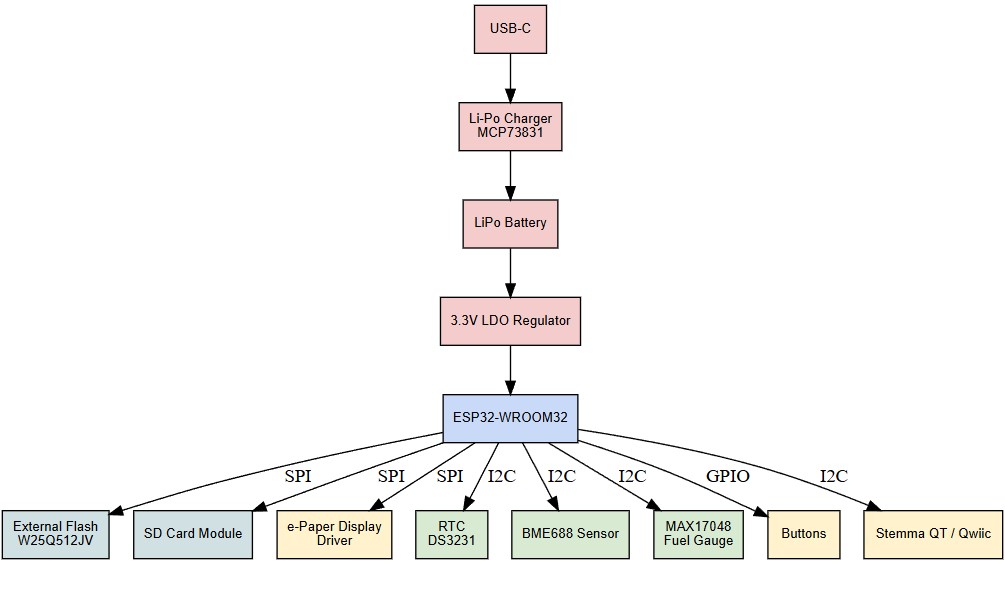 USB-C
Li-Po Charger
MCP73831
LiPo Battery
3.3V LDO Regulator
ESP32-WROOM32
SPI
SPI
SPI
I2C
I2C
I2C
GPIO
I2C
External Flash
W25Q512JV
SD Card Module
e-Paper Display
Driver
RTC
DS3231
BME688 Sensor
MAX17048
Fuel Gauge
Buttons
Stemma QT / Qwiic